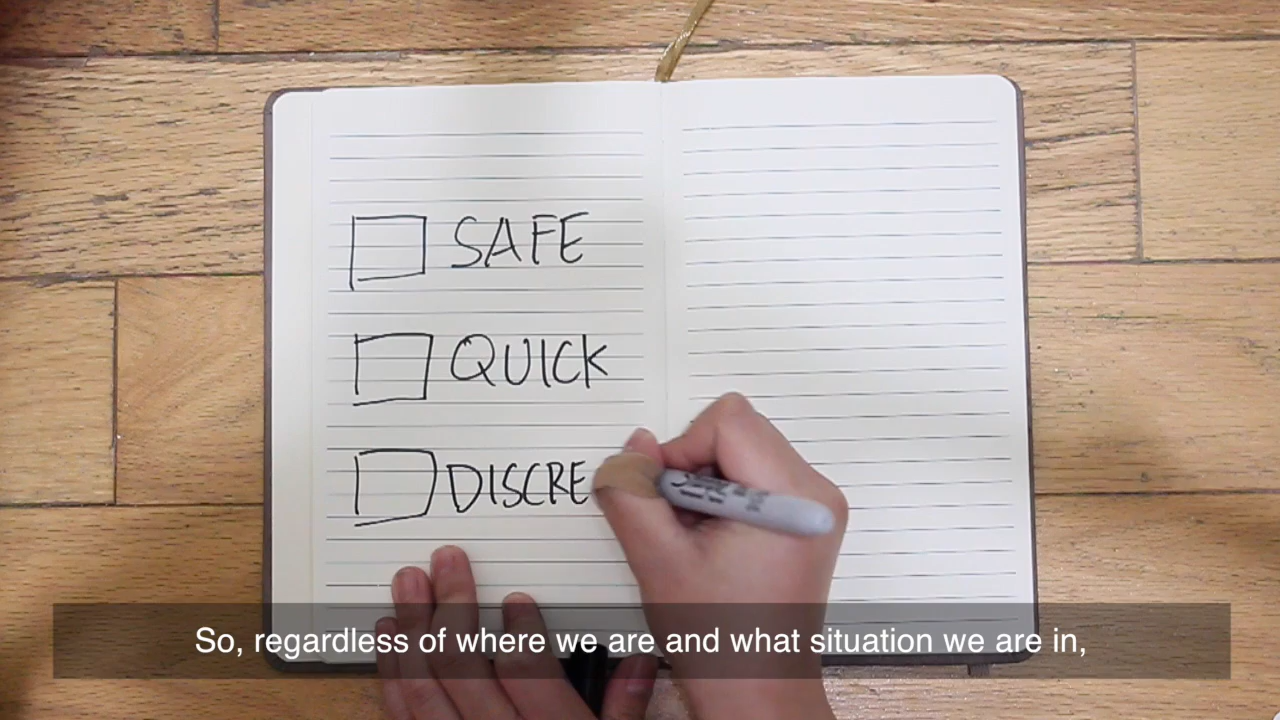 SAFE
QUICK
DISCRE
So, regardless of where we are and what situation we are in,